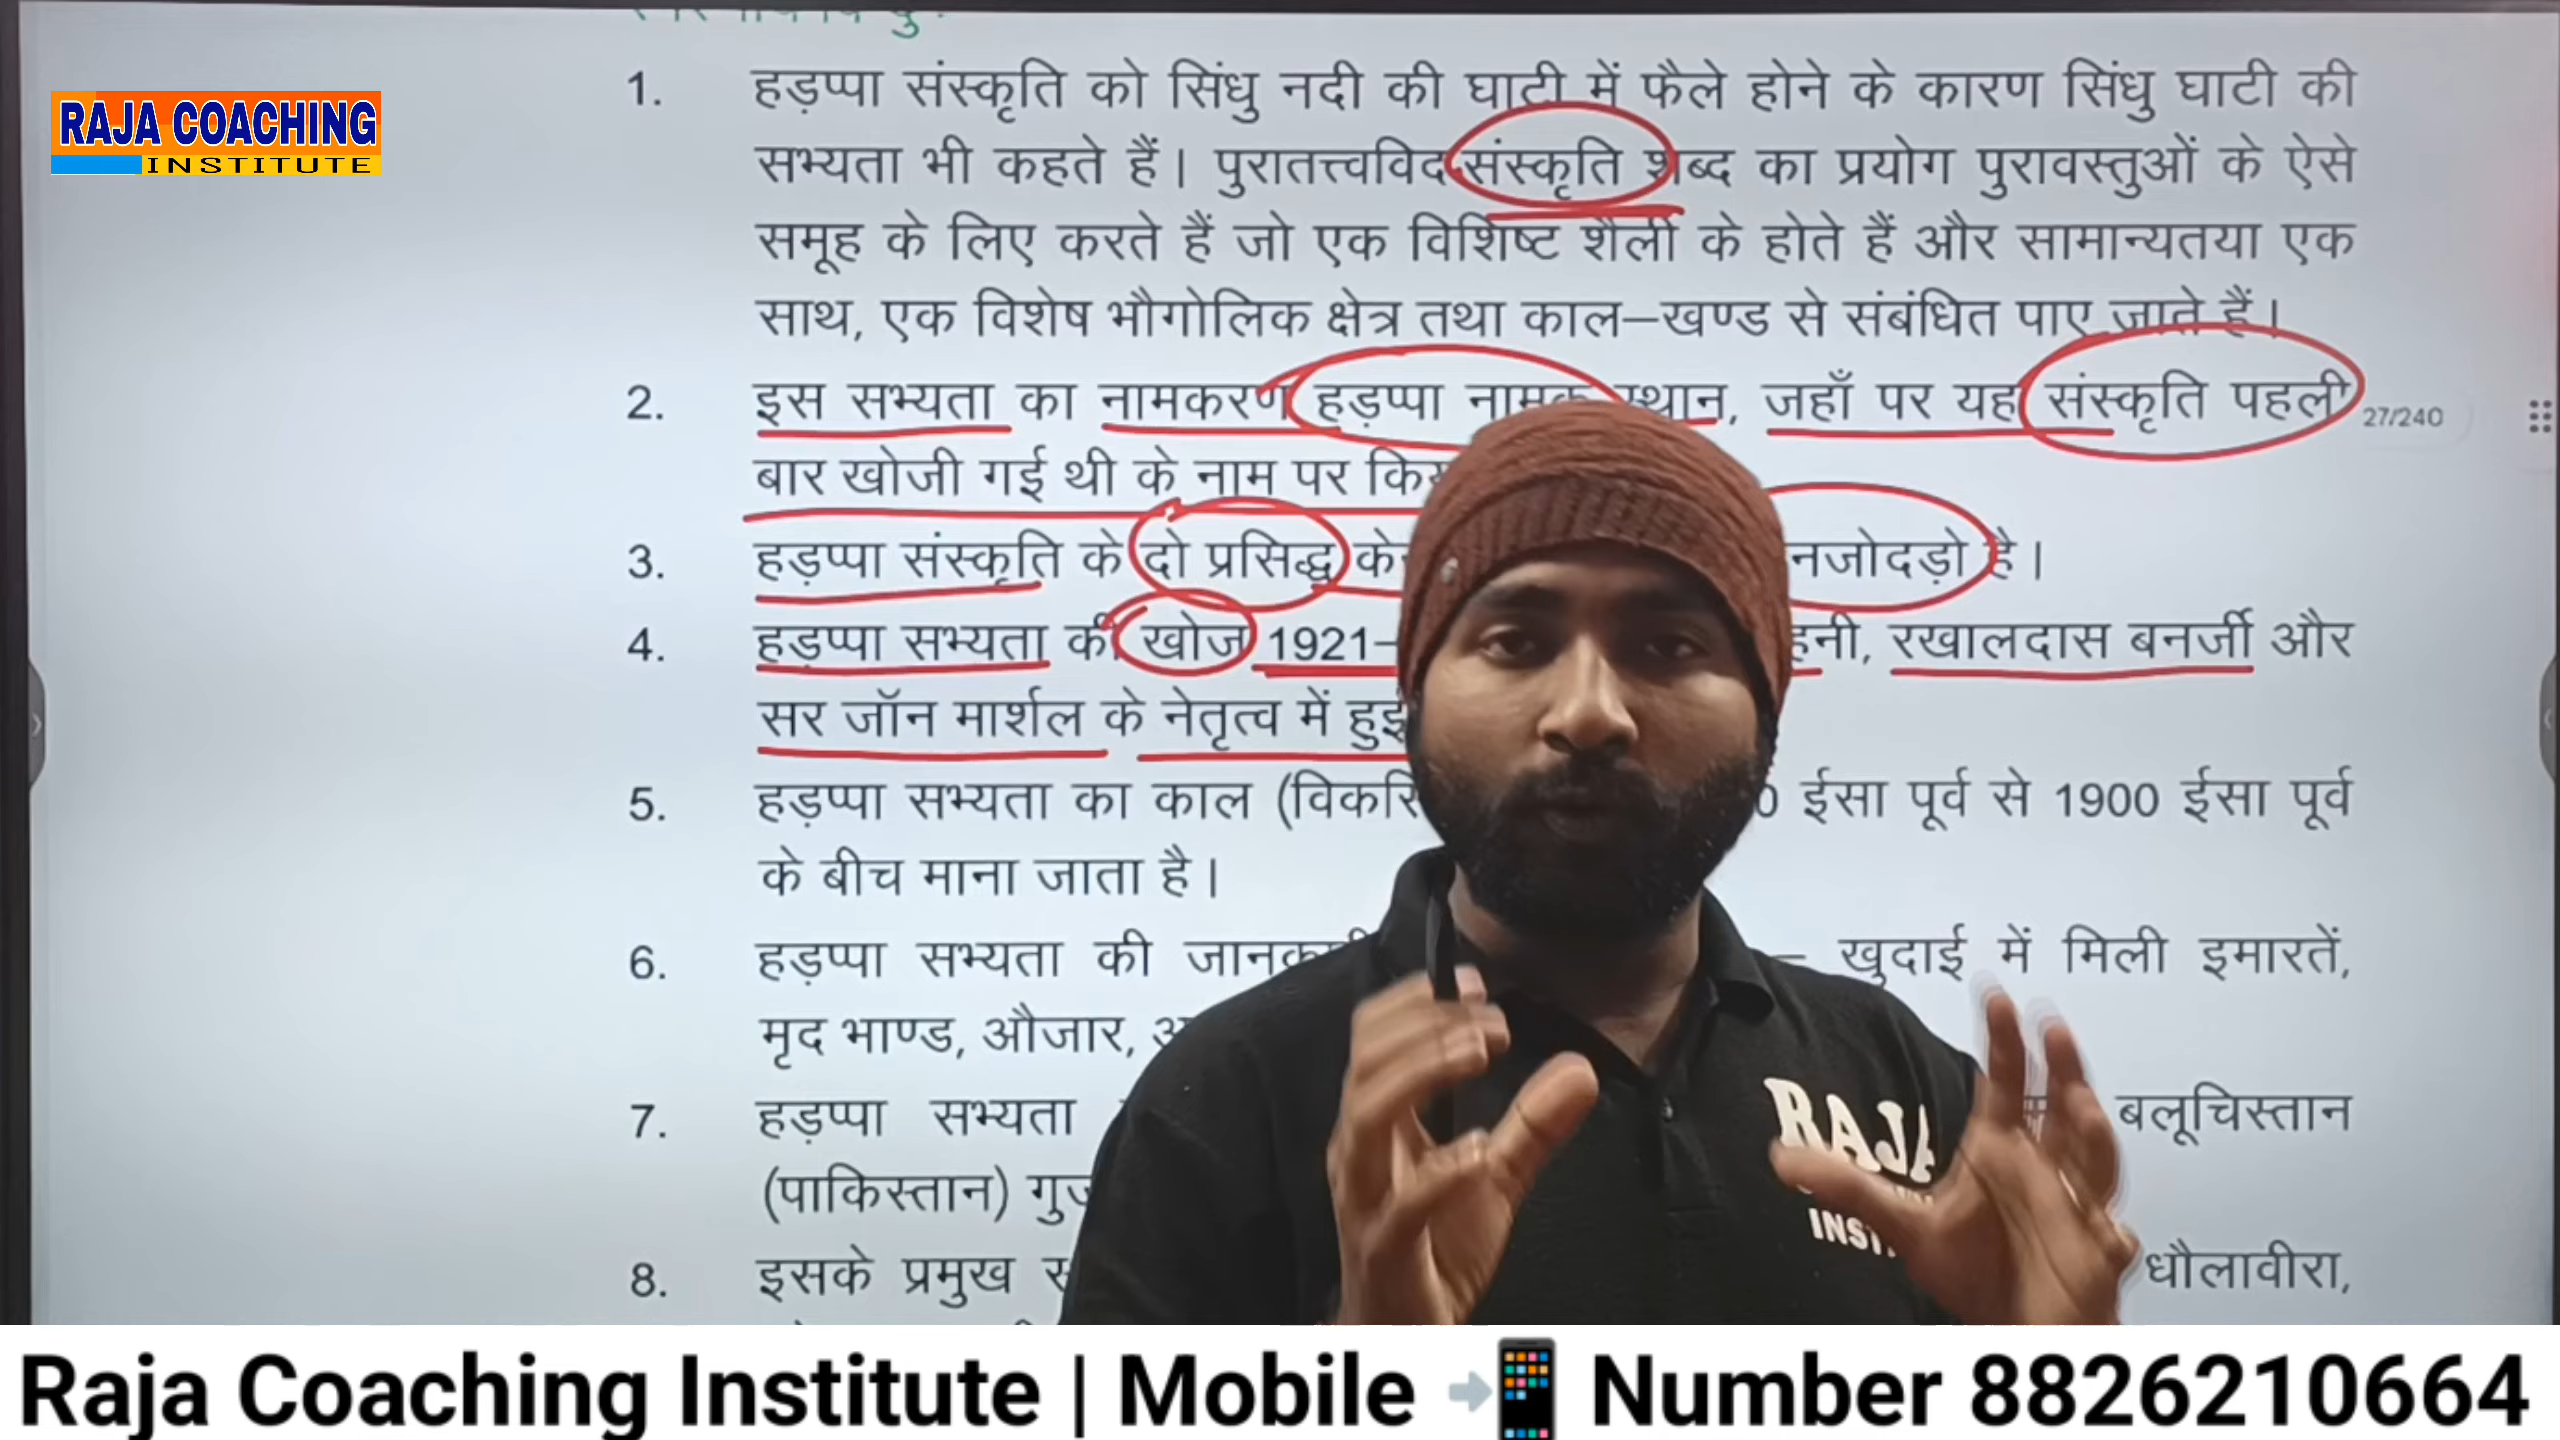 RAJA COACHING
INSTITUTE
1. हड़प्पा संस्कृति को सिंधु नदी की घाटी में फैले होने के कारण सिंधु घाटी की
सभ्यता भी कहते हैं। पुरातत्त्वविद संस्कृति शब्द का प्रयोग पुरावस्तुओं के ऐसे
समूह के लिए करते हैं जो एक विशिष्ट शैली के होते हैं और सामान्यतया एक
साथ, एक विशेष भौगोलिक क्षेत्र तथा काल–खण्ड से संबंधित पाए जाते हैं।
2. इस सभ्यता का नामकरण हड़प्पा नामक स्थान, जहाँ पर यह संस्कृति पहली
27/240
बार खोजी गई थी के नाम पर
3. हड़प्पा संस्कृति के दो प्रसिद्ध है।
4. हड़प्पा सभ्यता की खोज 1921– रखालदास बनर्जी और
सर जॉन मार्शल के नेतृत्व में हुई
5. हड़प्पा सभ्यता का काल ईसा पूर्व से 1900 ईसा पूर्व
के बीच माना जाता है।
6. हड़प्पा सभ्यता की – खुदाई में मिली इमारतें,
मृद भाण्ड, औजार,
7. हड़प्पा सभ्यता बलूचिस्तान
(पाकिस्तान)
8. इसके प्रमुख धौलावीरा,
RAJA
Raja Coaching Institute | Mobile 📲 Number 8826210664